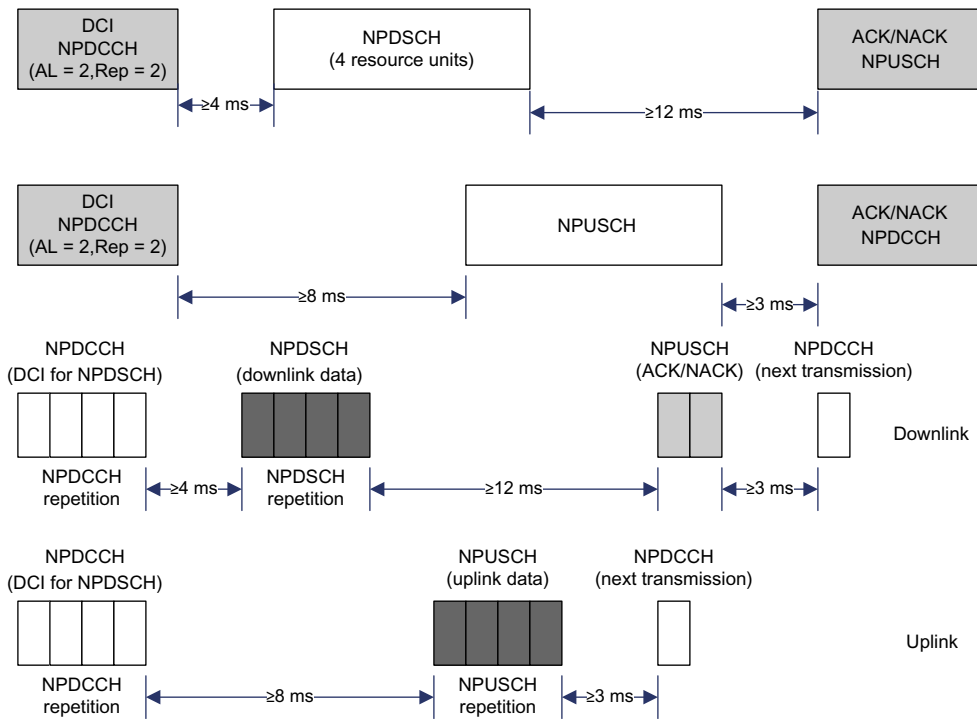 DCI
NPDCCH
(AL = 2,Rep = 2)
NPDSCH
(4 resource units)
ACK/NACK
NPUSCH
≥4 ms
≥12 ms
DCI
NPDCCH
(AL = 2,Rep = 2)
NPUSCH
ACK/NACK
NPDCCH
≥8 ms
≥3 ms
NPDCCH
(DCI for NPDSCH)
NPDSCH
(downlink data)
NPUSCH
(ACK/NACK)
NPDCCH
(next transmission)
Downlink
NPDCCH
repetition
≥4 ms
NPDSCH
repetition
≥12 ms
≥3 ms
NPDCCH
(DCI for NPDSCH)
NPUSCH
(uplink data)
NPDCCH
(next transmission)
Uplink
NPDCCH
repetition
≥8 ms
NPUSCH
repetition
≥3 ms